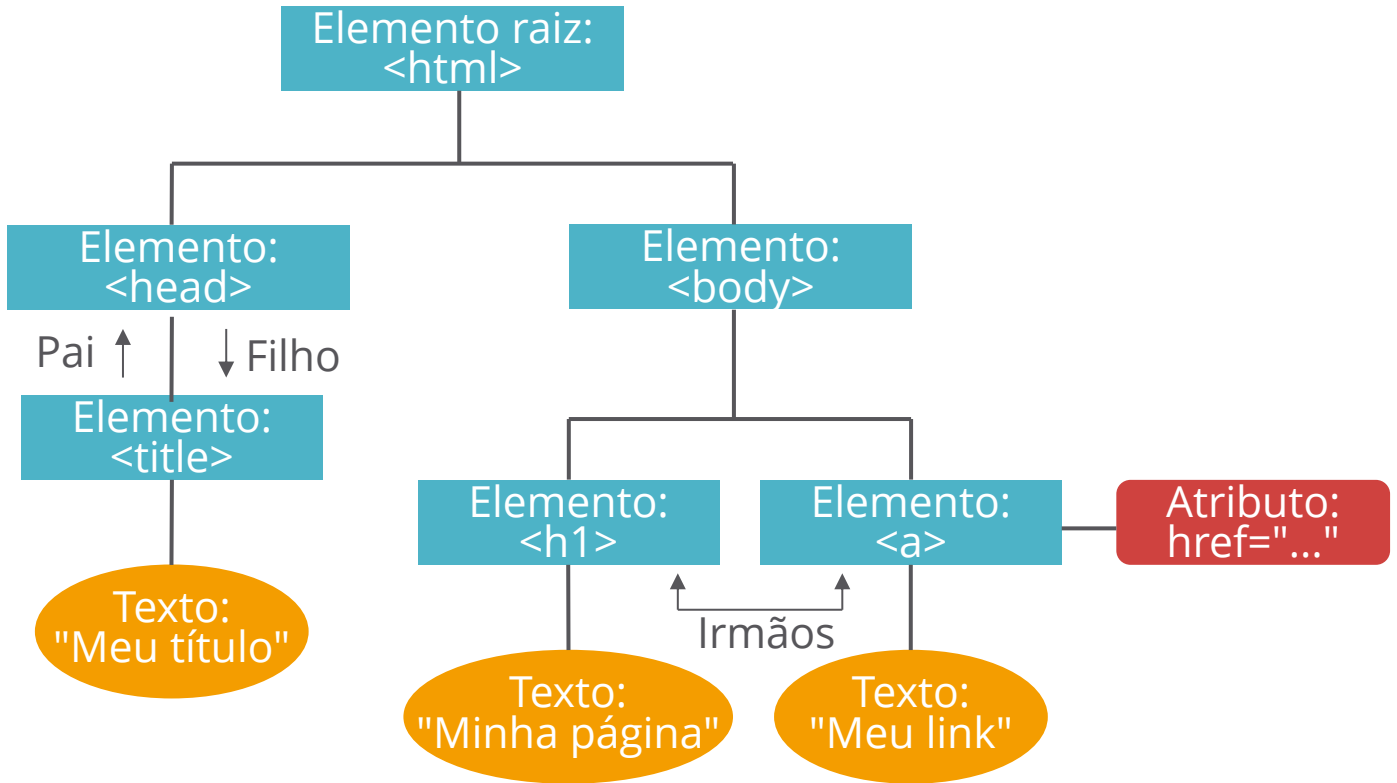 Elemento raiz:
<html>
Elemento:
<head>
Elemento:
<body>
Pai
Filho
Elemento:
<title>
Elemento:
<h1>
Elemento:
<a>
Atributo:
href="..."
Irmãos
Texto:
"Meu título"
Texto:
"Minha página"
Texto:
"Meu link"